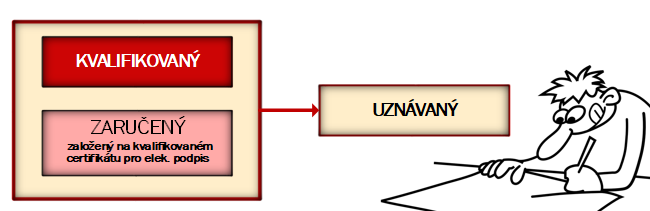 KVALIFIKOVANÝ
ZARUČENÝ
založený na kvalifikovaném
certifikátu pro elek. podpis
UZNÁVANÝ